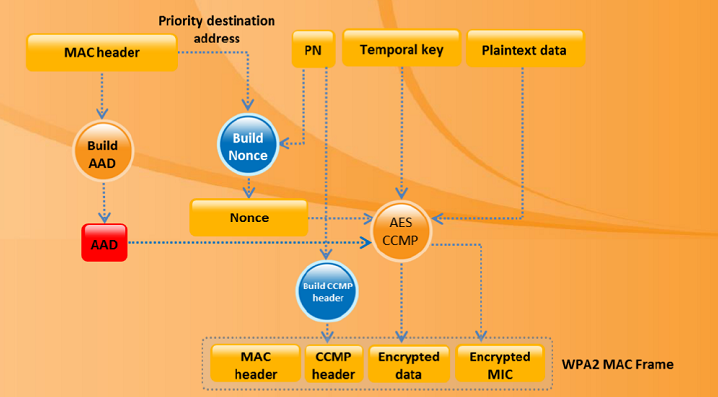 Priority destination
address
MAC header
PN
Temporal key
Plaintext data
Build
AAD
Build
Nonce
Nonce
AES
CCMP
AAD
Build CCMP
header
MAC
header
CCMP
header
Encrypted
data
Encrypted
MIC
WPA2 MAC Frame